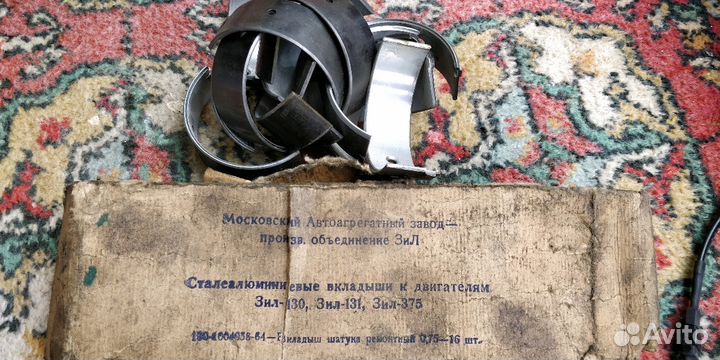 Московский Автоагрегатный завод—
произв. объединение ЗиЛ
Сталеалюминиевые вкладыши к двигателям
Зил-130, Зил-131, Зил-375
130-1004058-64—Вкладыш шатуна ремонтный 0,75—16 шт.
Avito